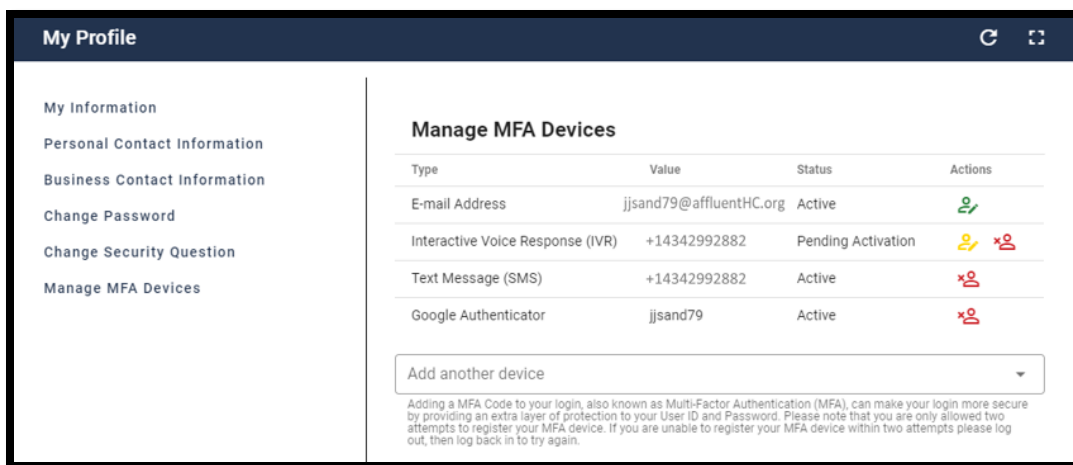 My Profile
My Information
Personal Contact Information
Business Contact Information
Change Password
Change Security Question
Manage MFA Devices
Manage MFA Devices
Type Value Status Actions
E-mail Address jjsand79@affluentHC.org Active
Interactive Voice Response (IVR) +14342992882 Pending Activation
Text Message (SMS) +14342992882 Active
Google Authenticator jjsand79 Active
Add another device
Adding a MFA Code to your login, also known as Multi-Factor Authentication (MFA), can make your login more secure
by providing an extra layer of protection to your User ID and Password. Please note that you are only allowed two
attempts to register your MFA device. If you are unable to register your MFA device within two attempts please log
out, then log back in to try again.